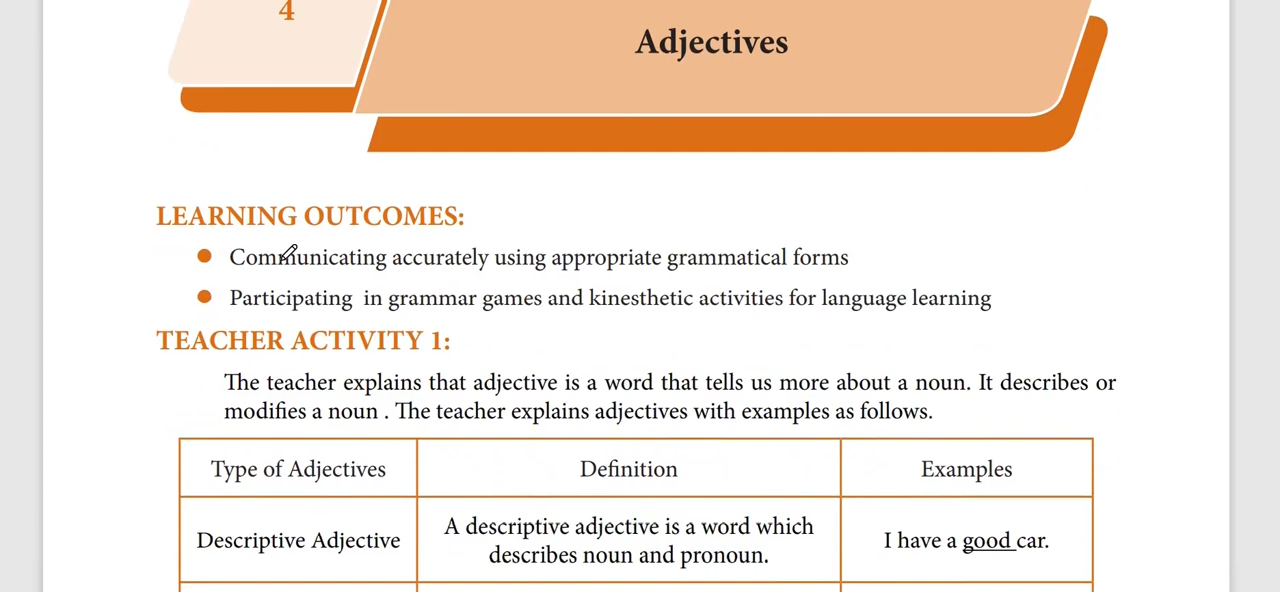 4
Adjectives
LEARNING OUTCOMES:
Communicating accurately using appropriate grammatical forms
Participating in grammar games and kinesthetic activities for language learning
TEACHER ACTIVITY 1:
The teacher explains that adjective is a word that tells us more about a noun. It describes or
modifies a noun . The teacher explains adjectives with examples as follows.
Type of Adjectives
Definition
Examples
Descriptive Adjective
A descriptive adjective is a word which
describes noun and pronoun.
I have a good car.